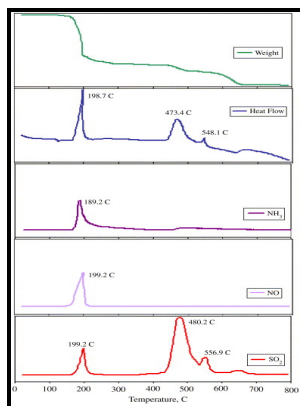 Weight
198.7 C
473.4 C
Heat Flow
548.1 C
189.2 C
NH3
199.2 C
NO
480.2 C
199.2 C
556.9 C
SO2
0 100 200 300 400 500 600 700 800
Temperature, C